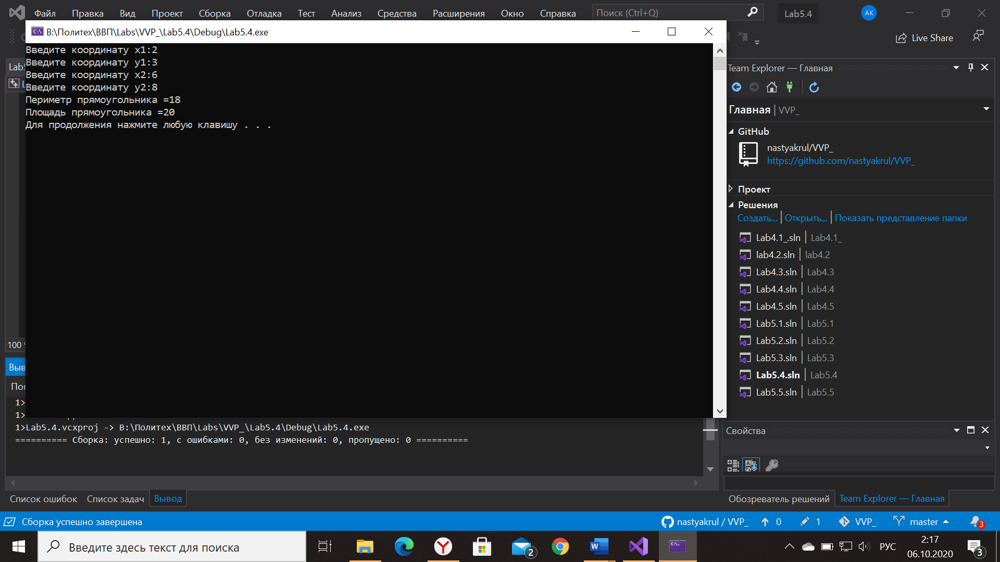 Файл Правка Вид Проект Сборка Отладка Тест Анализ Средства Расширения Окно Справка Поиск (Ctrl+Q) Lab5.4 AK
B:\Политех\ВВП\Labs\VVP_\Lab5.4\Debug\Lab5.4.exe
Live Share
Введите координату x1:2
Введите координату y1:3
Введите координату x2:6
Введите координату y2:8
Периметр прямоугольника =18
Площадь прямоугольника =20
Для продолжения нажмите любую клавишу . . .
100 %
1>
1>
1>Lab5.4.vcxproj -> B:\Политех\ВВП\Labs\VVP_\Lab5.4\Debug\Lab5.4.exe
========== Сборка: успешно: 1, с ошибками: 0, без изменений: 0, пропущено: 0 ==========
Список ошибок Список задач Вывод
Team Explorer — Главная
Главная | VVP_
GitHub
nastyakrul/VVP_
https://github.com/nastyakrul/VVP_
Проект
Решения
Создать... | Открыть... | Показать представление папки
Lab4.1_.sln | Lab4.1_
lab4.2.sln | lab4.2
Lab4.3.sln | Lab4.3
Lab4.4.sln | Lab4.4
Lab4.5.sln | Lab4.5
Lab5.1.sln | Lab5.1
Lab5.2.sln | Lab5.2
Lab5.3.sln | Lab5.3
Lab5.4.sln | Lab5.4
Lab5.5.sln | Lab5.5
Свойства
Обозреватель решений Team Explorer — Главная
Сборка успешно завершена nastyakrul / VVP_ 0 1 VVP_ master 3
Введите здесь текст для поиска 2 РУС 2:17
06.10.2020 3